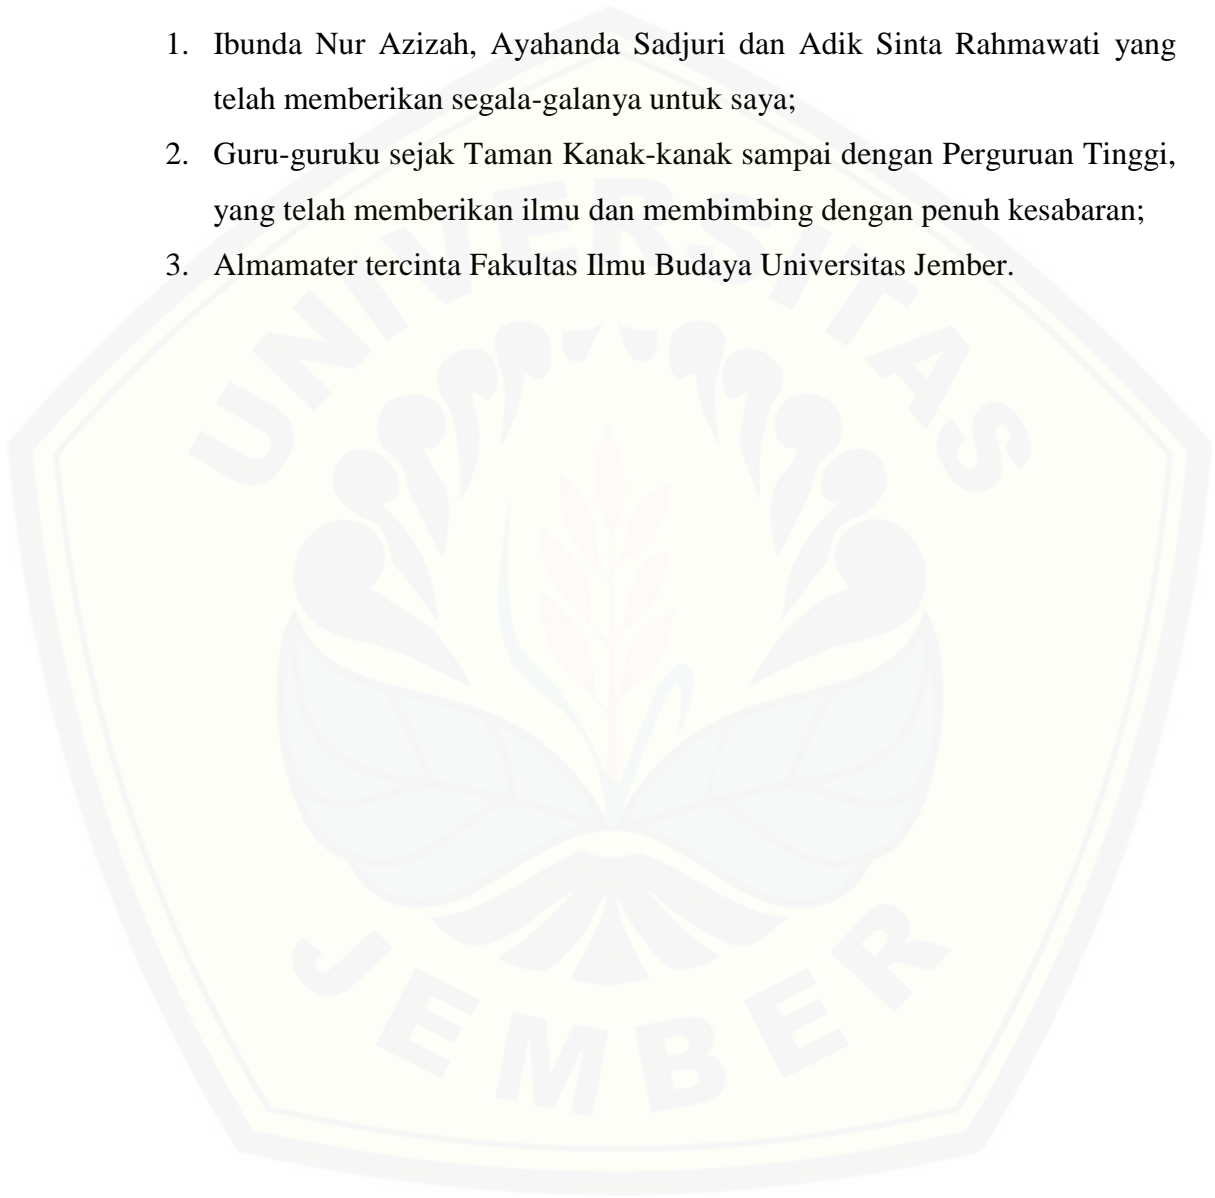 1. Ibunda Nur Azizah, Ayahanda Sadjuri dan Adik Sinta Rahmawati yang
telah memberikan segala-galanya untuk saya;
2. Guru-guruku sejak Taman Kanak-kanak sampai dengan Perguruan Tinggi,
yang telah memberikan ilmu dan membimbing dengan penuh kesabaran;
3. Almamater tercinta Fakultas Ilmu Budaya Universitas Jember.
UNIVERSITAS
JEMBER